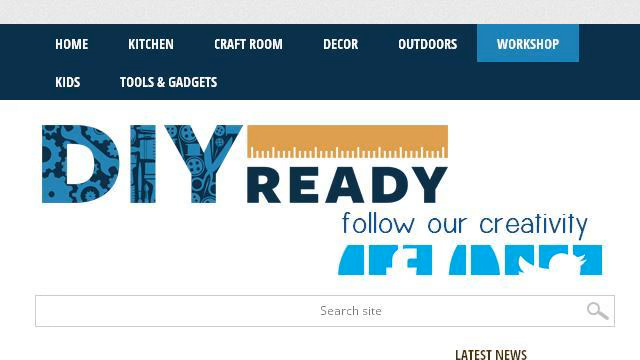 HOME KITCHEN CRAFT ROOM DECOR OUTDOORS WORKSHOP
KIDS TOOLS & GADGETS
DIY READY
follow our creativity
Search site
LATEST NEWS